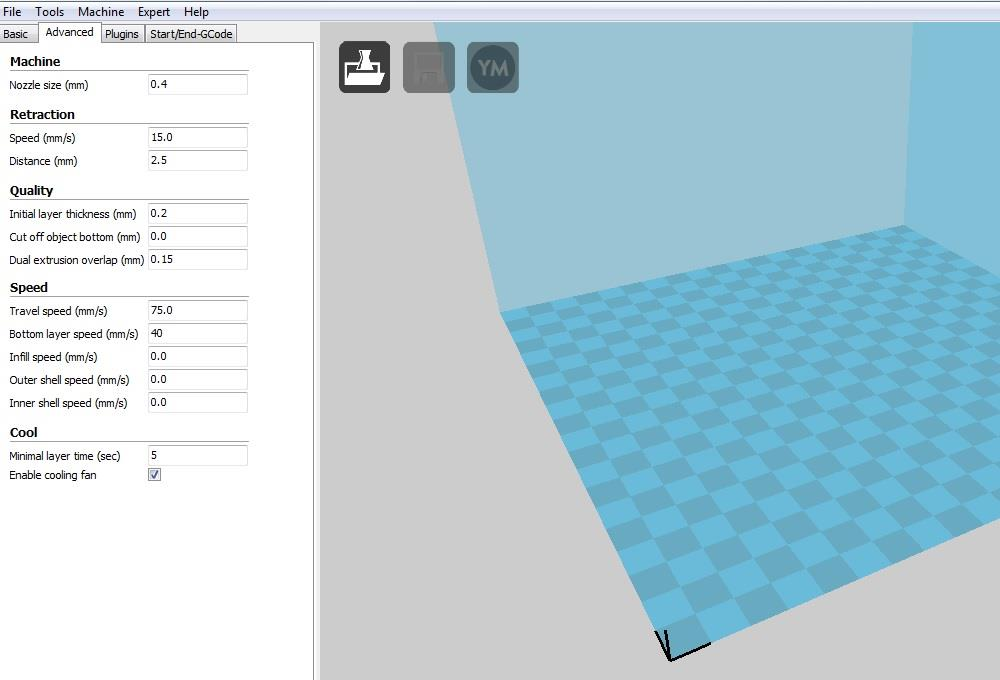 File Tools Machine Expert Help
Basic Advanced Plugins Start/End-GCode
YM
Machine
Nozzle size (mm) 0.4
Retraction
Speed (mm/s) 15.0
Distance (mm) 2.5
Quality
Initial layer thickness (mm) 0.2
Cut off object bottom (mm) 0.0
Dual extrusion overlap (mm) 0.15
Speed
Travel speed (mm/s) 75.0
Bottom layer speed (mm/s) 40
Infill speed (mm/s) 0.0
Outer shell speed (mm/s) 0.0
Inner shell speed (mm/s) 0.0
Cool
Minimal layer time (sec) 5
Enable cooling fan